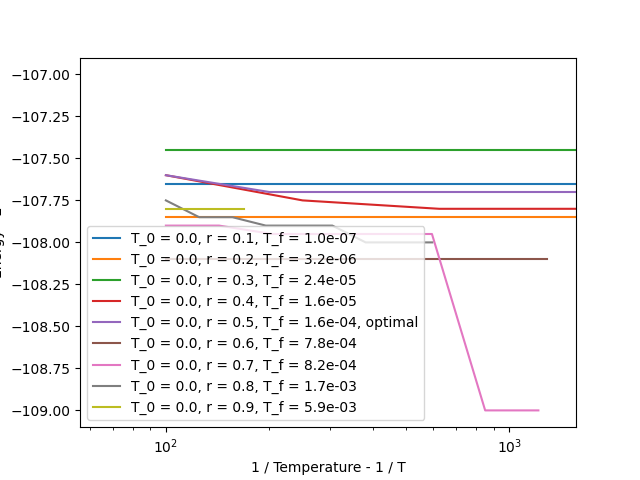 −107.00
−107.25
−107.50
−107.75
−108.00
−108.25
−108.50
−108.75
−109.00
T_0 = 0.0, r = 0.1, T_f = 1.0e-07
T_0 = 0.0, r = 0.2, T_f = 3.2e-06
T_0 = 0.0, r = 0.3, T_f = 2.4e-05
T_0 = 0.0, r = 0.4, T_f = 1.6e-05
T_0 = 0.0, r = 0.5, T_f = 1.6e-04, optimal
T_0 = 0.0, r = 0.6, T_f = 7.8e-04
T_0 = 0.0, r = 0.7, T_f = 8.2e-04
T_0 = 0.0, r = 0.8, T_f = 1.7e-03
T_0 = 0.0, r = 0.9, T_f = 5.9e-03
10² 10³
1 / Temperature - 1 / T